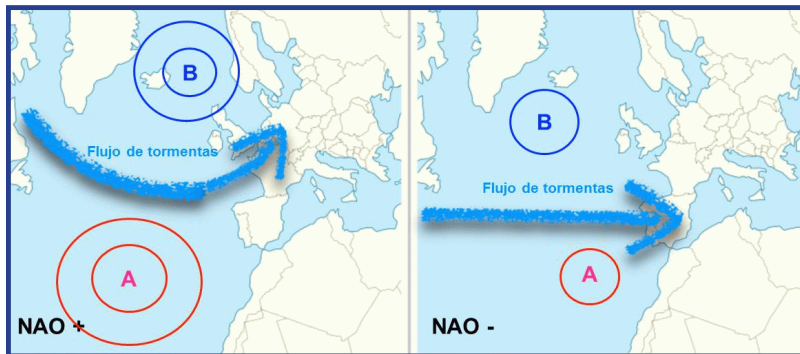 B
Flujo de tormentas
A
NAO +
B
Flujo de tormentas
A
NAO -